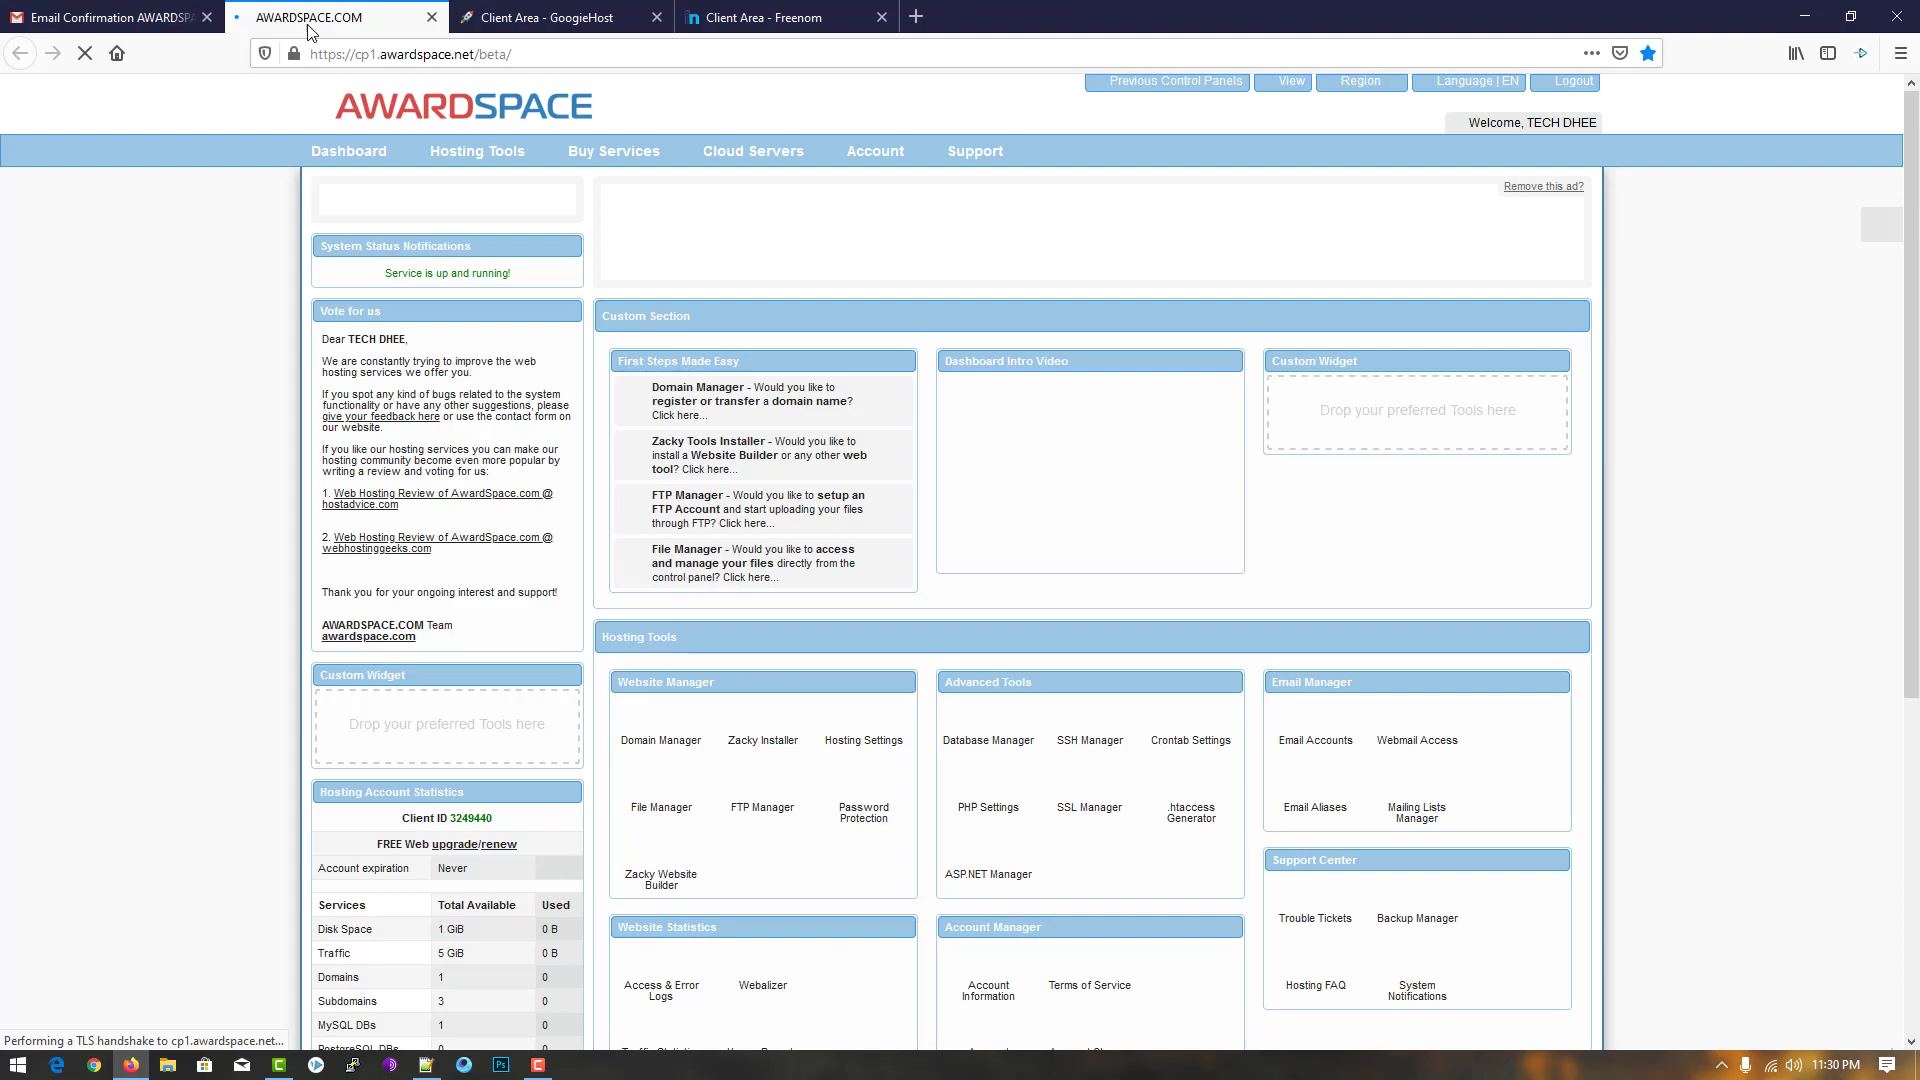 Email Confirmation AWARDSPA
AWARDSPACE.COM
Client Area - GoogieHost
Client Area - Freenom
https://cp1.awardspace.net/beta/
Previous Control Panels
View
Region
Language | EN
Logout
AWARDSPACE
Welcome, TECH DHEE
Dashboard
Hosting Tools
Buy Services
Cloud Servers
Account
Support
Remove this ad?
System Status Notifications
Service is up and running!
Vote for us
Dear TECH DHEE,
We are constantly trying to improve the web
hosting services we offer you.
If you spot any kind of bugs related to the system
functionality or have any other suggestions, please
give your feedback here or use the contact form on
our website.
If you like our hosting services you can make our
hosting community become even more popular by
writing a review and voting for us:
1. Web Hosting Review of AwardSpace.com @
hostadvice.com
2. Web Hosting Review of AwardSpace.com @
webhostinggeeks.com
Thank you for your ongoing interest and support!
AWARDSPACE.COM Team
awardspace.com
Custom Widget
Drop your preferred Tools here
Hosting Account Statistics
Client ID 3249440
FREE Web upgrade/renew
Account expiration Never
Services Total Available Used
Disk Space 1 GiB 0 B
Traffic 5 GiB 0 B
Domains 1 0
Subdomains 3 0
MySQL DBs 1 0
PostgreSQL DBs 0
Custom Section
First Steps Made Easy
Domain Manager - Would you like to
register or transfer a domain name?
Click here...
Zacky Tools Installer - Would you like to
install a Website Builder or any other web
tool? Click here...
FTP Manager - Would you like to setup an
FTP Account and start uploading your files
through FTP? Click here...
File Manager - Would you like to access
and manage your files directly from the
control panel? Click here...
Dashboard Intro Video
Custom Widget
Drop your preferred Tools here
Hosting Tools
Website Manager
Domain Manager
Zacky Installer
Hosting Settings
File Manager
FTP Manager
Password
Protection
Zacky Website
Builder
Advanced Tools
Database Manager
SSH Manager
Crontab Settings
PHP Settings
SSL Manager
.htaccess
Generator
ASP.NET Manager
Email Manager
Email Accounts
Webmail Access
Email Aliases
Mailing Lists
Manager
Support Center
Trouble Tickets
Backup Manager
Hosting FAQ
System
Notifications
Website Statistics
Access & Error
Logs
Webalizer
Account Manager
Account
Information
Terms of Service
Performing a TLS handshake to cp1.awardspace.net...
11:30 PM